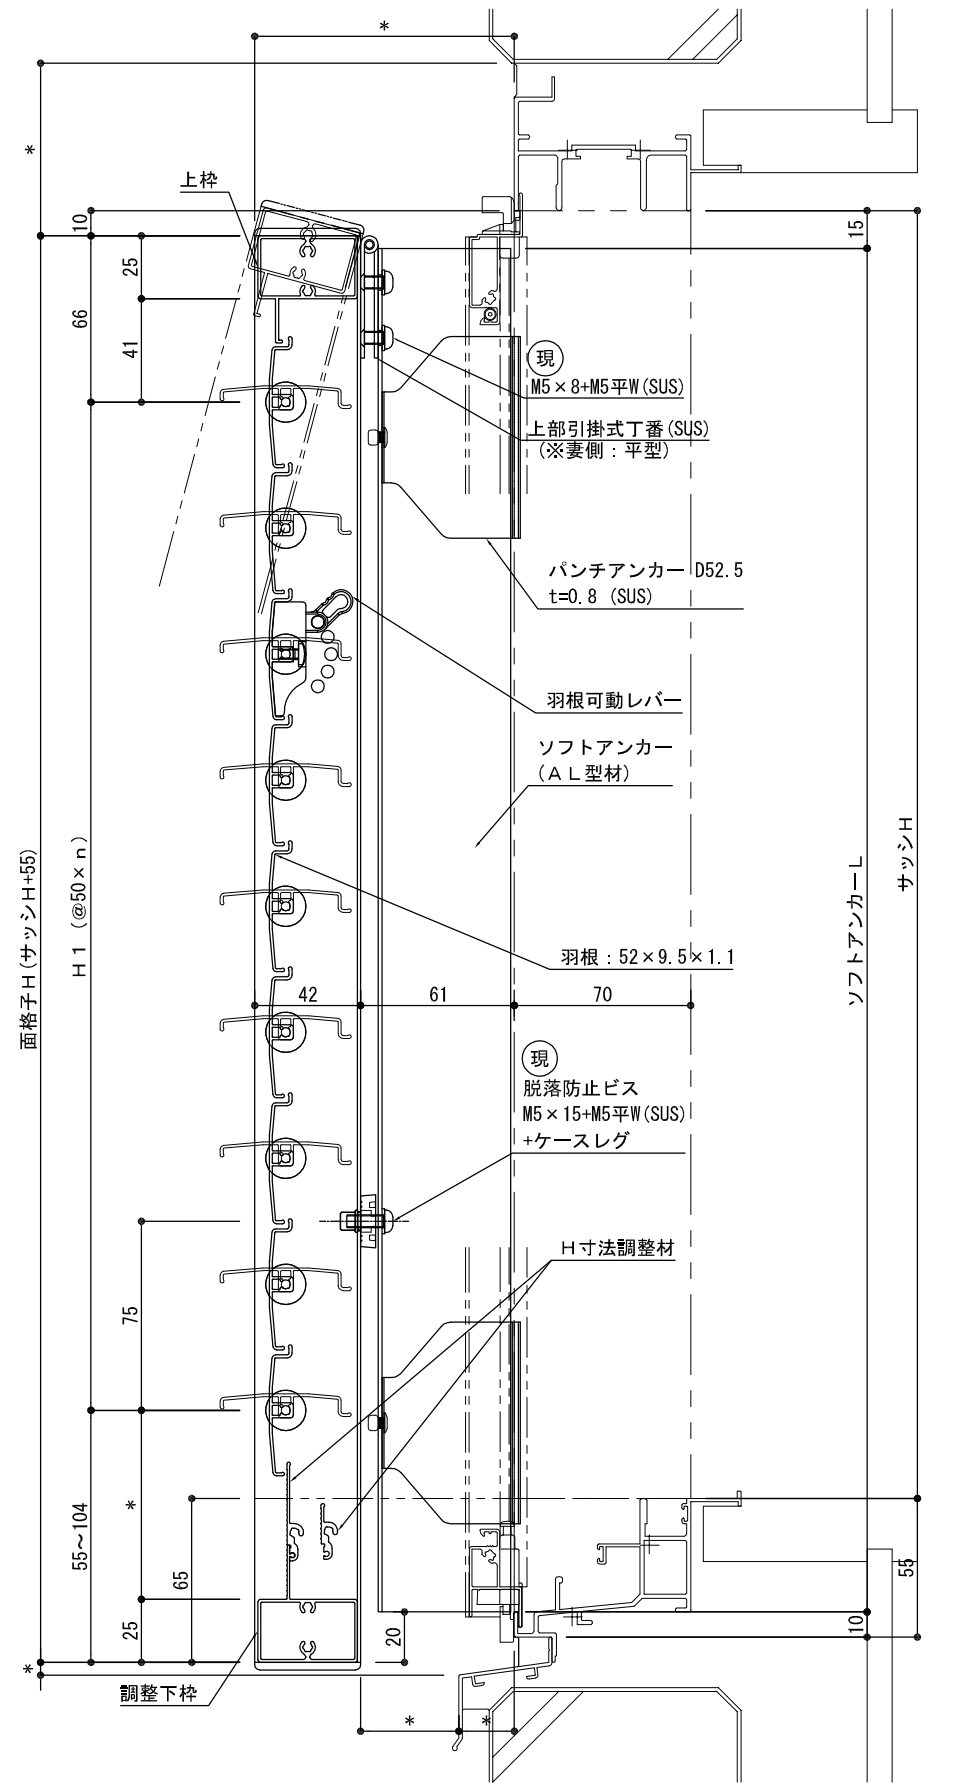 *
*
上枠
10
15
25
66
41
現
M5×8+M5平W(SUS)
上部引掛式丁番(SUS)
(※妻側：平型)
パンチアンカー D52.5
t=0.8 (SUS)
羽根可動レバー
ソフトアンカー
(ＡＬ型材)
面格子Ｈ(サッシＨ+55)
Ｈ１ (@50×ｎ)
サッシＨ
ソフトアンカーＬ
羽根：52×9.5×1.1
42
61
70
現
脱落防止ビス
M5×15+M5平W(SUS)
+ケースレグ
Ｈ寸法調整材
75
*
55～104
65
55
25
20
10
*
調整下枠
*
*